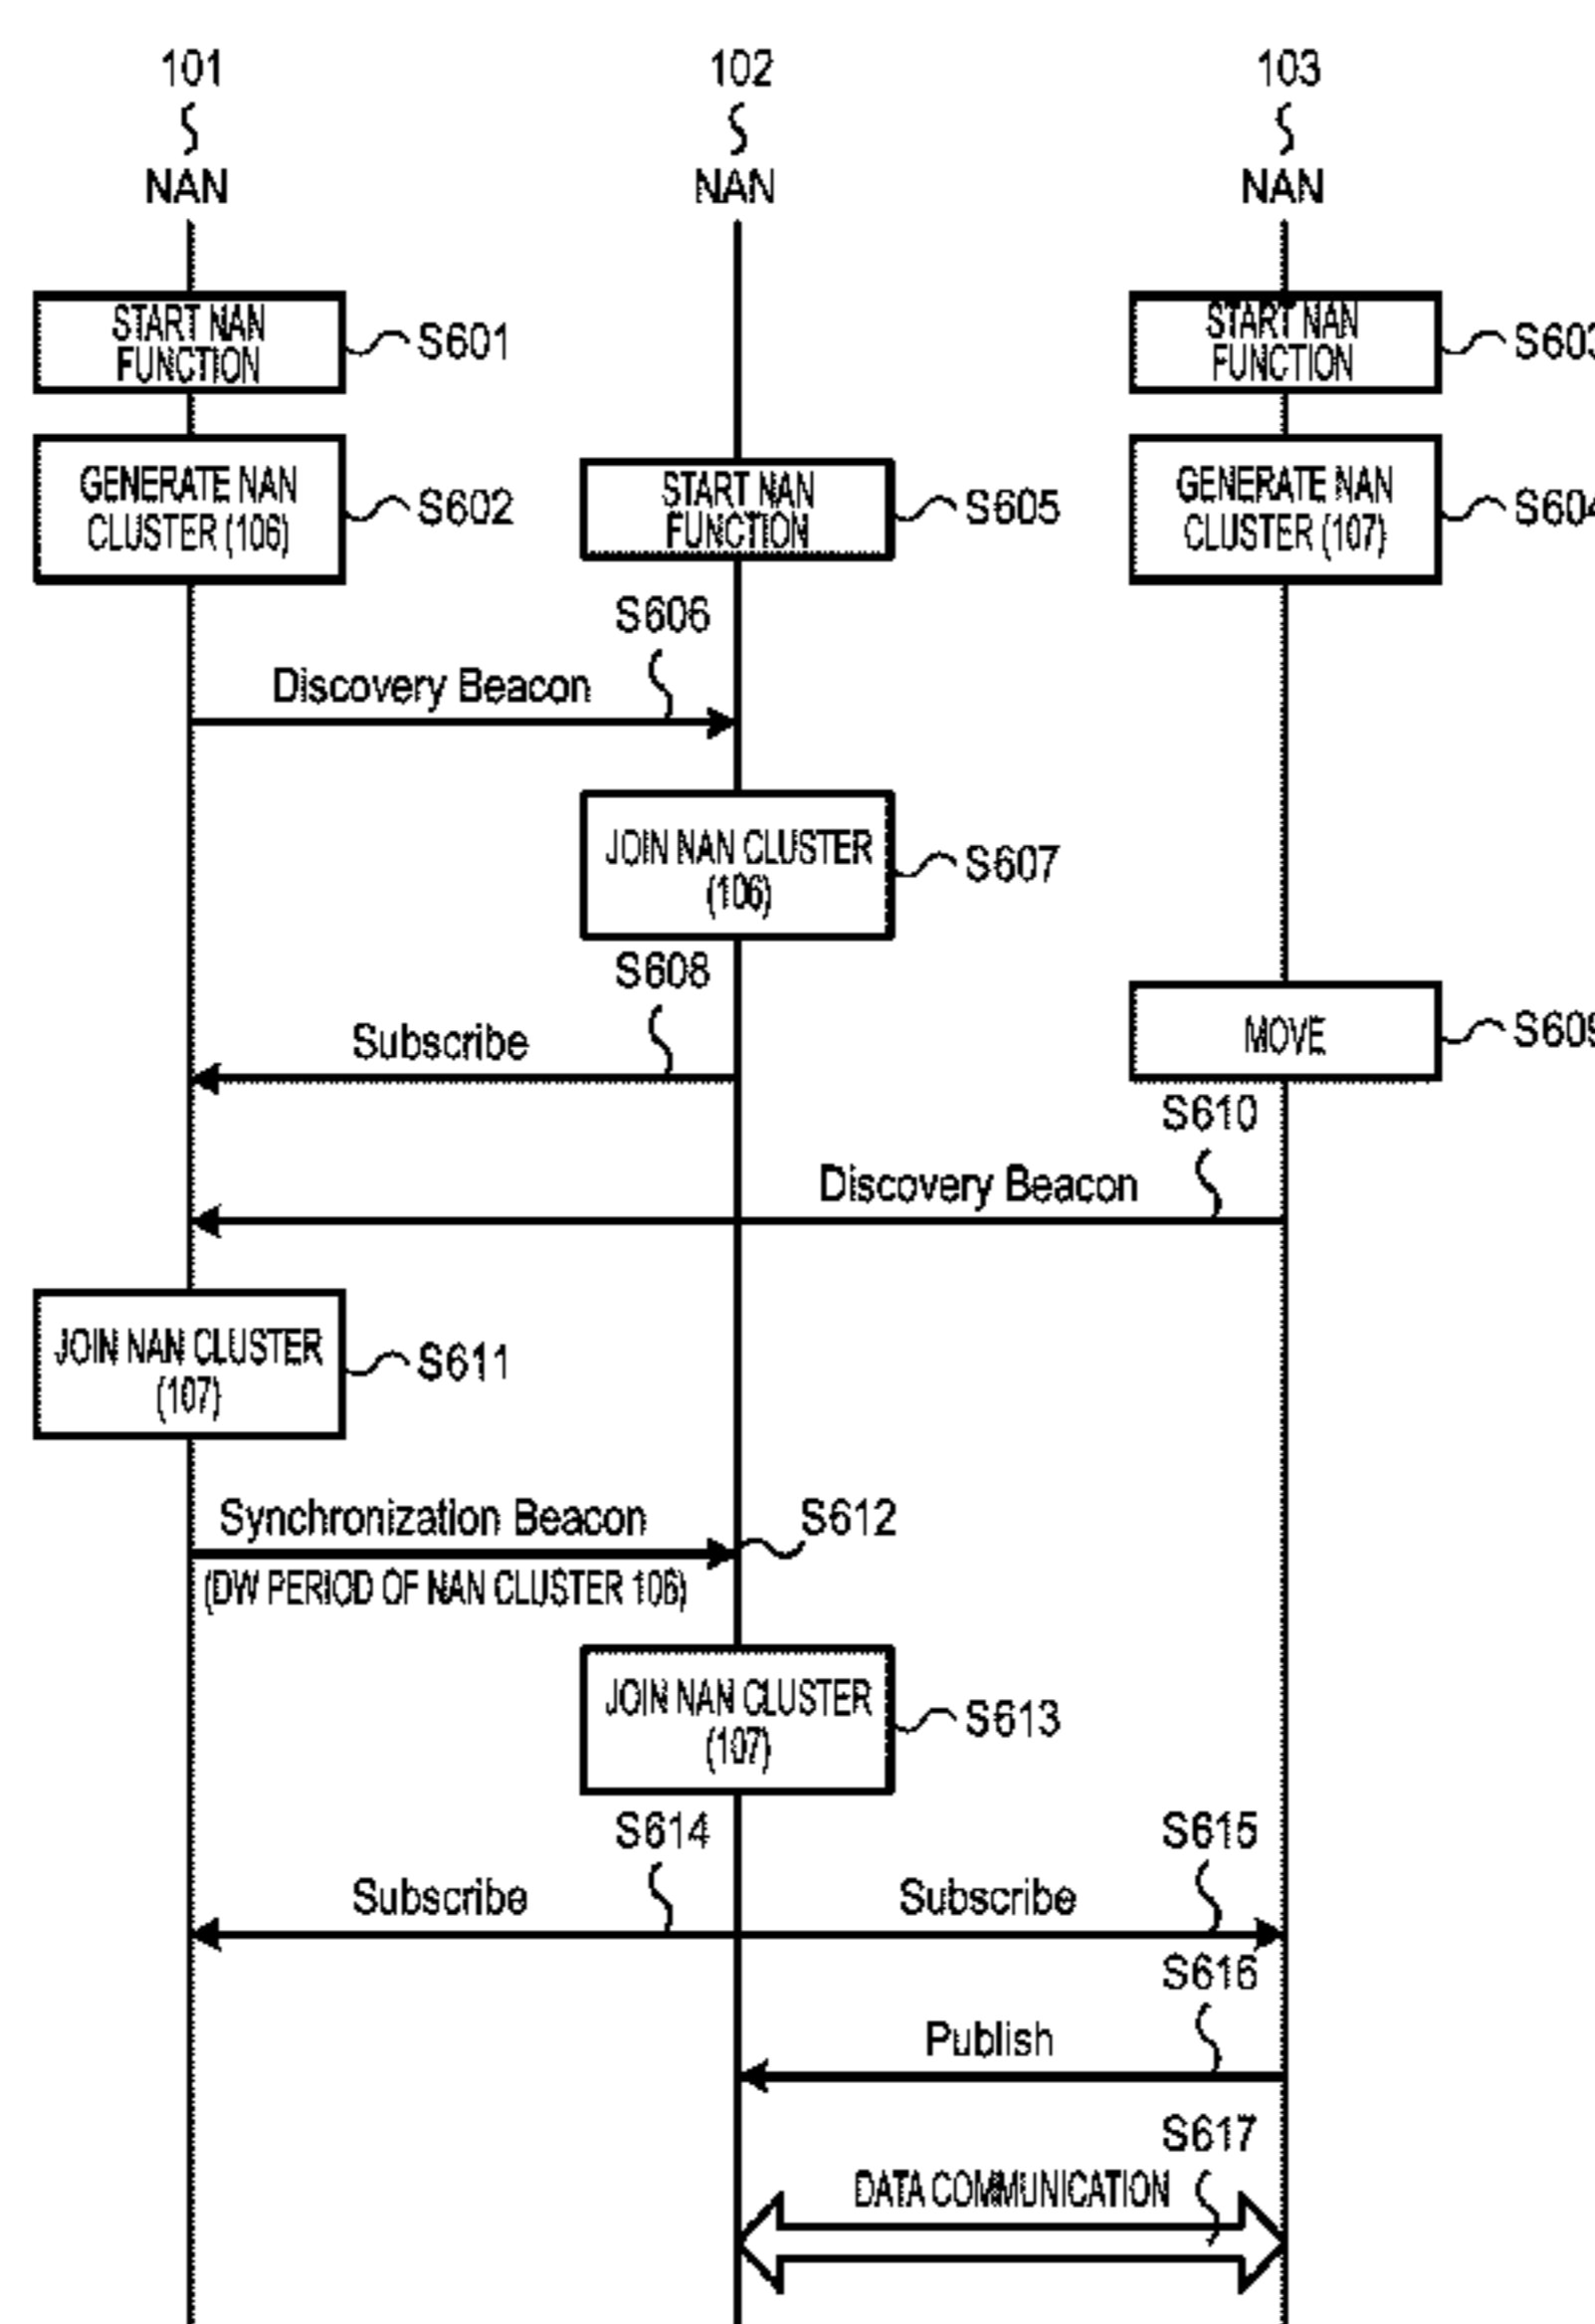 101
102
103
NAN
NAN
NAN
START NAN
FUNCTION
S601
START NAN
FUNCTION
S603
GENERATE NAN
CLUSTER (106)
S602
START NAN
FUNCTION
S605
GENERATE NAN
CLUSTER (107)
S604
S606
Discovery Beacon
JOIN NAN CLUSTER
(106)
S607
S608
Subscribe
MOVE
S609
S610
Discovery Beacon
JOIN NAN CLUSTER
(107)
S611
Synchronization Beacon
S612
(DW PERIOD OF NAN CLUSTER 106)
JOIN NAN CLUSTER
(107)
S613
S614
S615
Subscribe
Subscribe
S616
Publish
S617
DATA COMMUNICATION